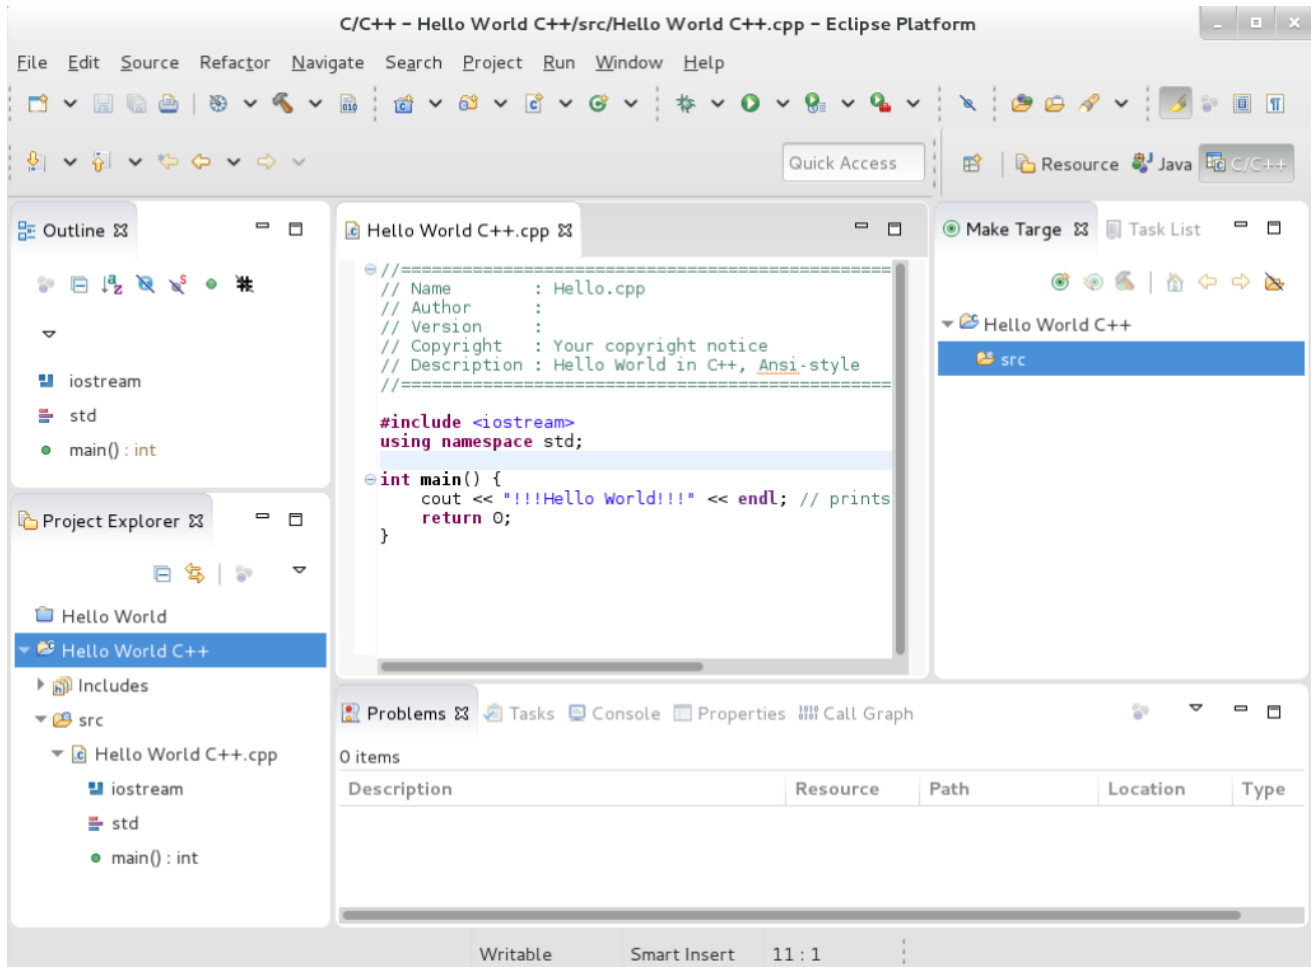 C/C++ – Hello World C++/src/Hello World C++.cpp – Eclipse Platform
File Edit Source Refactor Navigate Search Project Run Window Help
Quick Access
Resource Java C/C++
Outline
iostream
std
main() : int
Project Explorer
Hello World
Hello World C++
Includes
src
Hello World C++.cpp
iostream
std
main() : int
Hello World C++.cpp
//================================================
// Name : Hello.cpp
// Author :
// Version :
// Copyright : Your copyright notice
// Description : Hello World in C++, Ansi-style
//================================================
#include <iostream>
using namespace std;
int main() {
cout << "!!!Hello World!!!" << endl; // prints
return 0;
}
Make Targe Task List
Hello World C++
src
Problems Tasks Console Properties Call Graph
0 items
Description Resource Path Location Type
Writable Smart Insert 11 : 1